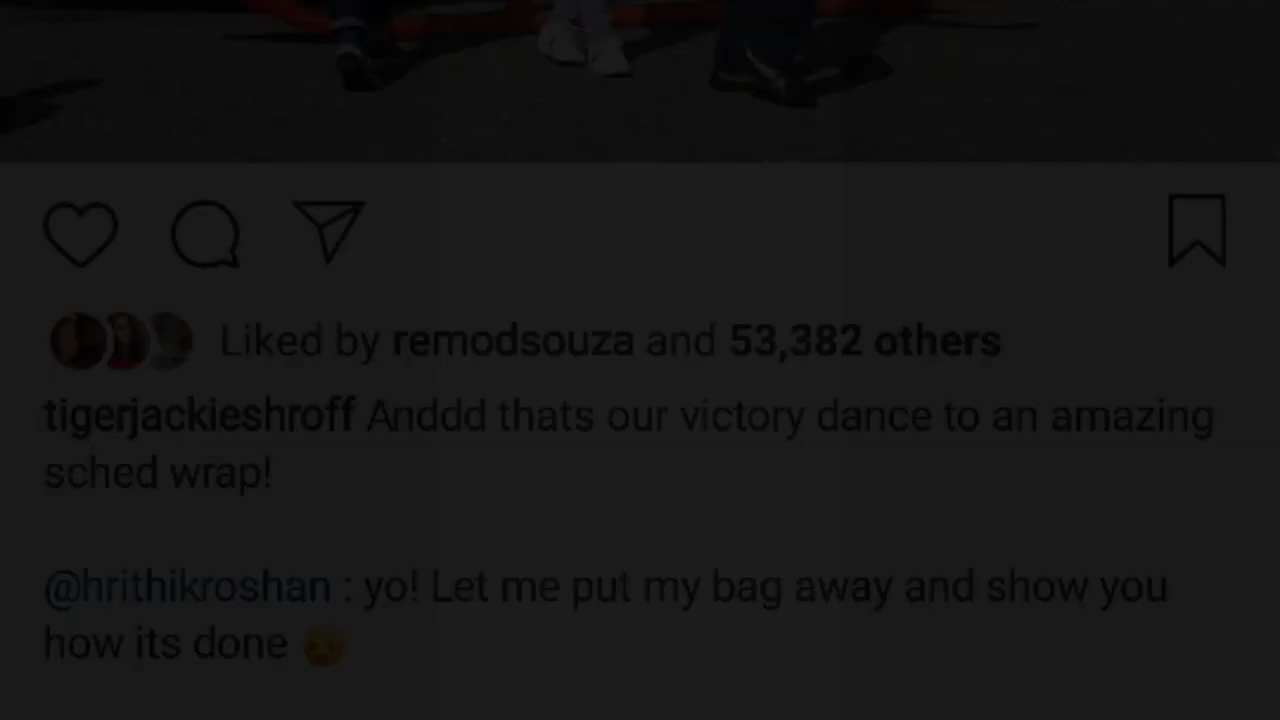 Liked by remodsouza and 53,382 others
tigerjackieshroff Anddd thats our victory dance to an amazing
sched wrap!
@hrithikroshan : yo! Let me put my bag away and show you
how its done